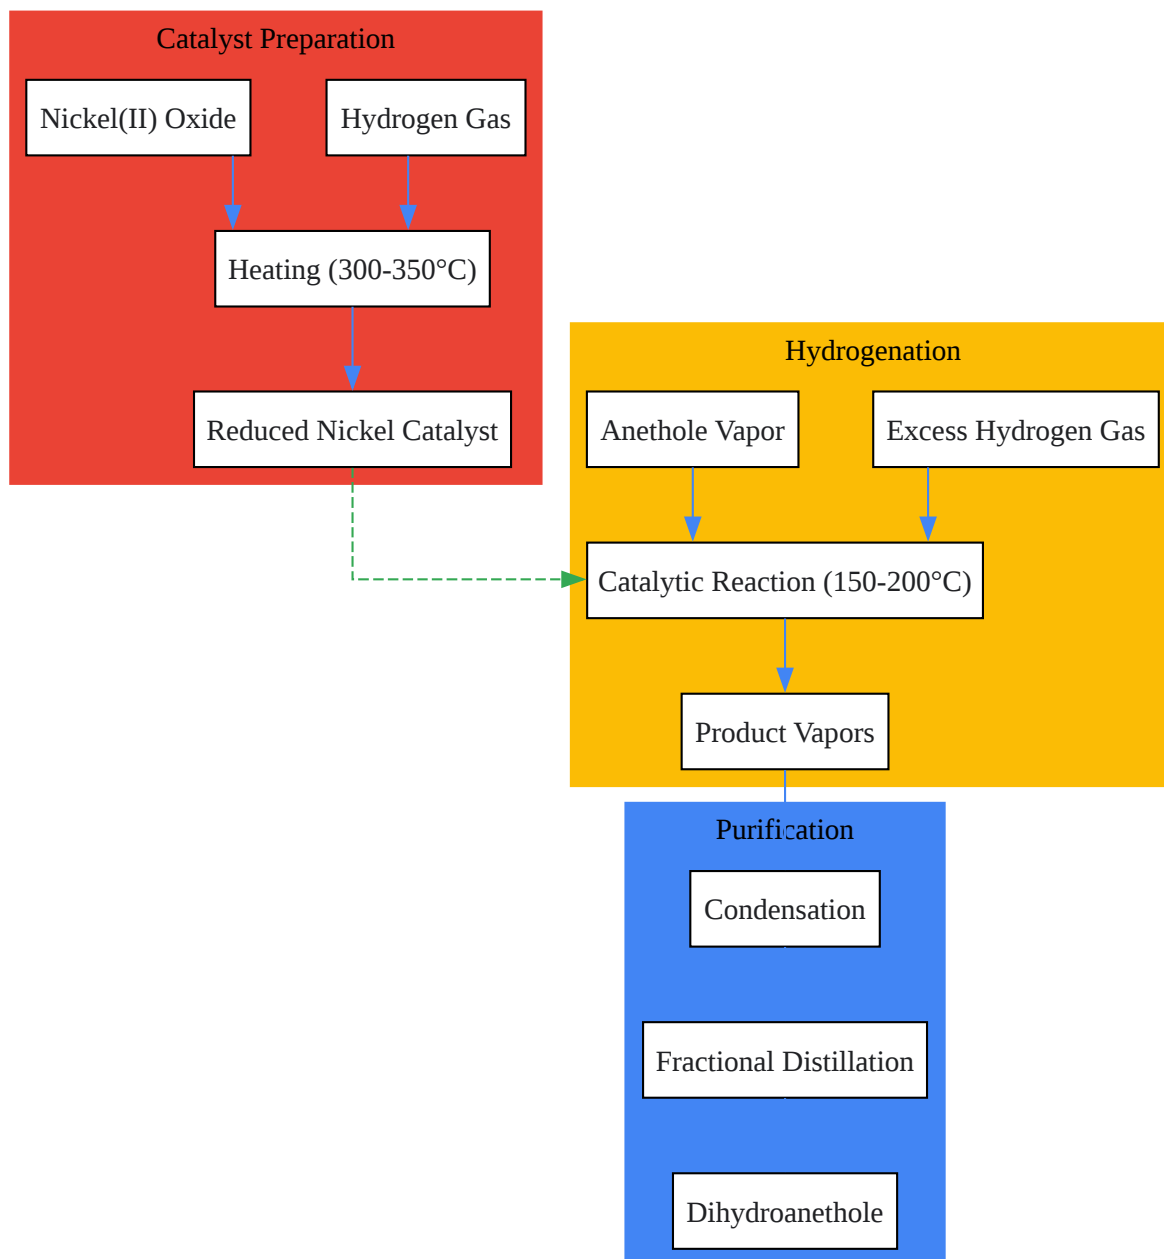 Catalyst Preparation
Nickel(II) Oxide
Hydrogen Gas
Heating (300-350°C)
Reduced Nickel Catalyst
Hydrogenation
Anethole Vapor
Excess Hydrogen Gas
Catalytic Reaction (150-200°C)
Product Vapors
Purification
Condensation
Fractional Distillation
Dihydroanethole